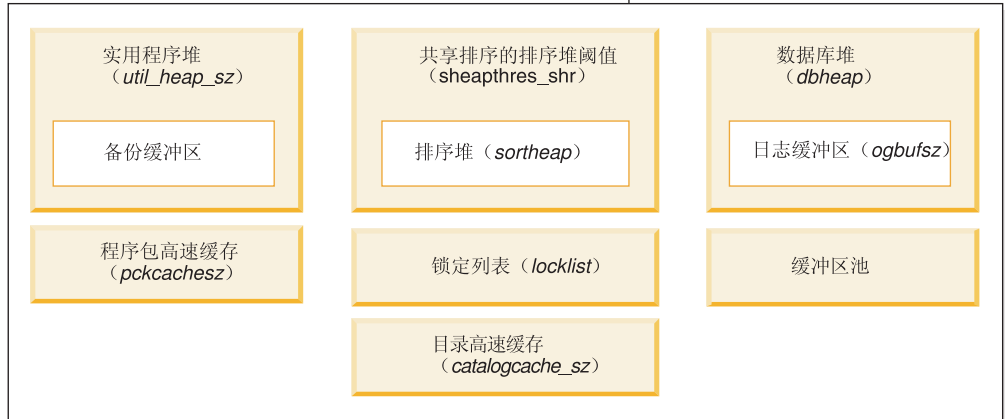 实用程序堆
（util_heap_sz）
备份缓冲区
共享排序的排序堆阈值
（sheapthres_shr）
排序堆（sortheap）
数据库堆
（dbheap）
日志缓冲区（ogbufsz）
程序包高速缓存
（pckcachesz）
锁定列表（locklist）
缓冲区池
目录高速缓存
（catalogcache_sz）